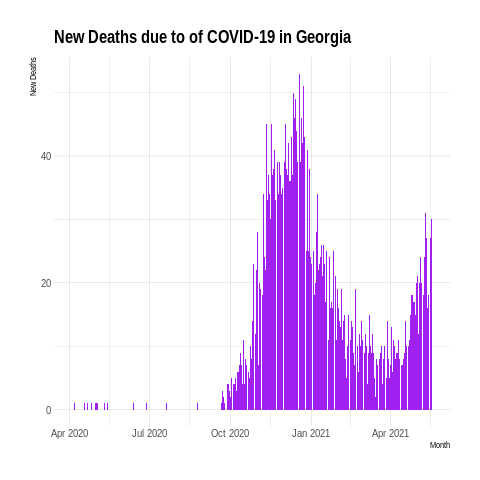 New Deaths due to of COVID-19 in Georgia
New Deaths
40
20
0
Apr 2020 Jul 2020 Oct 2020 Jan 2021 Apr 2021
Month